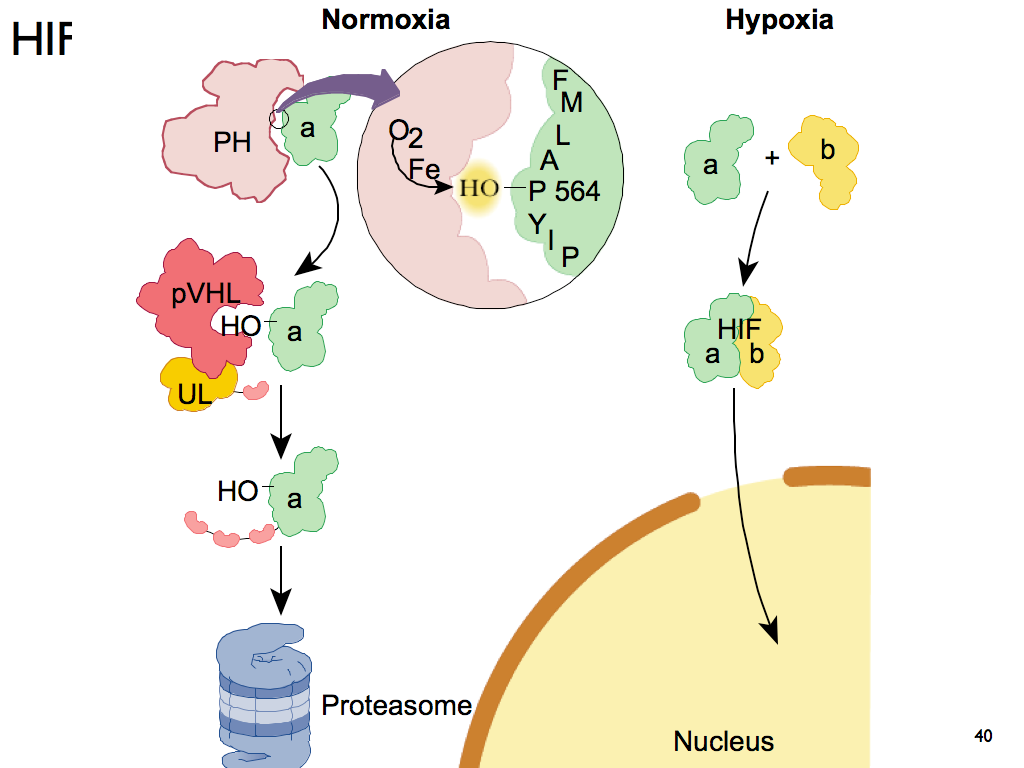 HIF
Normoxia
Hypoxia
PH
a
O2
Fe
HO
F
M
L
A
P 564
Y
I
P
a
+
b
pVHL
HO
a
UL
HIF
a
b
HO
a
Proteasome
Nucleus
40